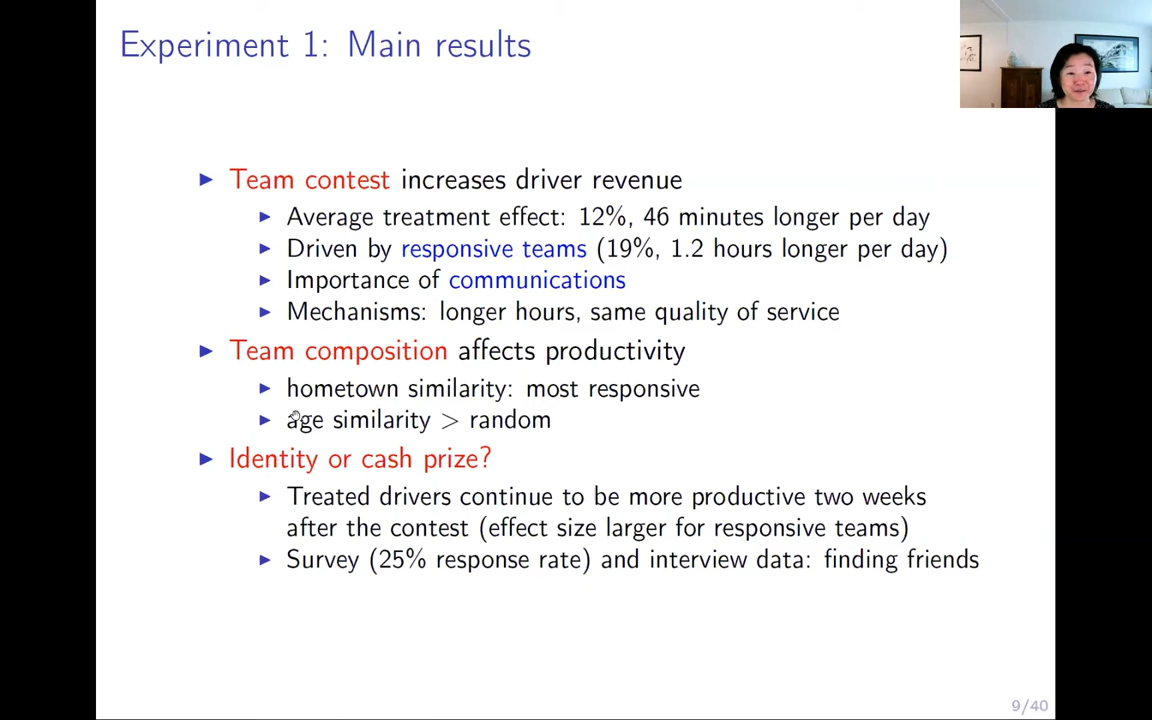 Experiment 1: Main results
Team contest increases driver revenue
Average treatment effect: 12%, 46 minutes longer per day
Driven by responsive teams (19%, 1.2 hours longer per day)
Importance of communications
Mechanisms: longer hours, same quality of service
Team composition affects productivity
hometown similarity: most responsive
age similarity > random
Identity or cash prize?
Treated drivers continue to be more productive two weeks
after the contest (effect size larger for responsive teams)
Survey (25% response rate) and interview data: finding friends
9/40